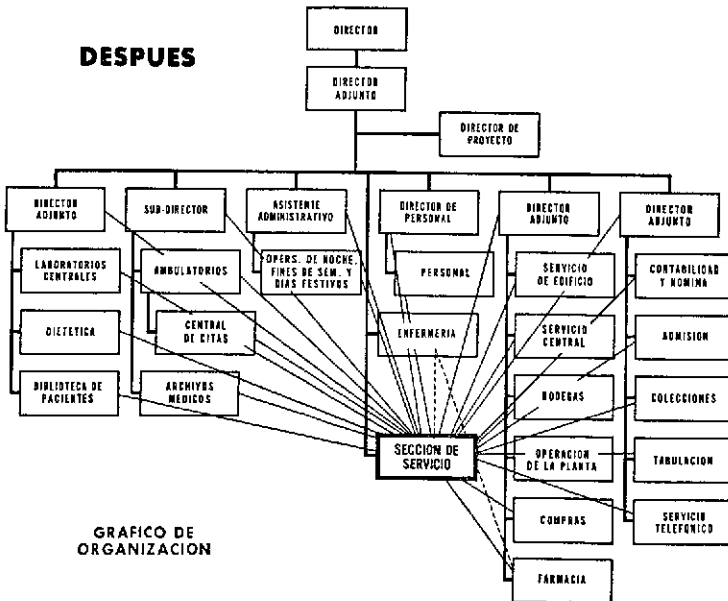 DESPUES
DIRECTOR
DIRECTOR
ADJUNTO
DIRECTOR DE
PROYECTO
DIRECTOR
ADJUNTO
SUB-DIRECTOR
ASISTENTE
ADMINISTRATIVO
DIRECTOR DE
PERSONAL
DIRECTOR
ADJUNTO
DIRECTOR
ADJUNTO
LABORATORIOS
CENTRALES
AMBULATORIOS
OPERS. DE NOCHE.
FINES DE SEM. Y
DIAS FESTIVOS
PERSONAL
SERVICIO
DE EDIFICIO
CONTABILIDAD
Y NOMINA
DIETETICA
CENTRAL
DE CITAS
ENFERMERIA
SERVICIO
CENTRAL
ADMISION
BIBLIOTECA DE
PACIENTES
ARCHIVOS
MEDICOS
BODEGAS
COLECCIONES
SECCION DE
SERVICIO
OPERACION
DE LA PLANTA
TABULACION
COMPRAS
SERVICIO
TELEFONICO
FARMACIA
GRAFICO DE
ORGANIZACION